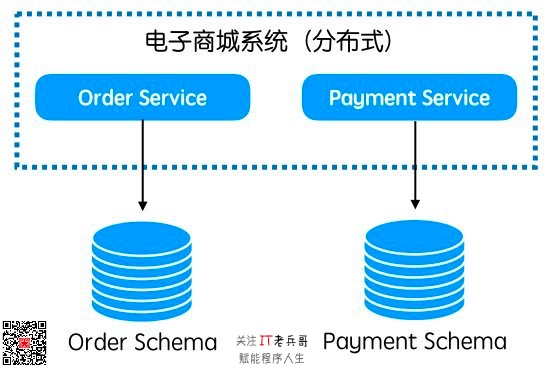 电子商城系统（分布式）
Order Service
Payment Service
Order Schema
关注IT老兵哥
赋能程序人生
Payment Schema